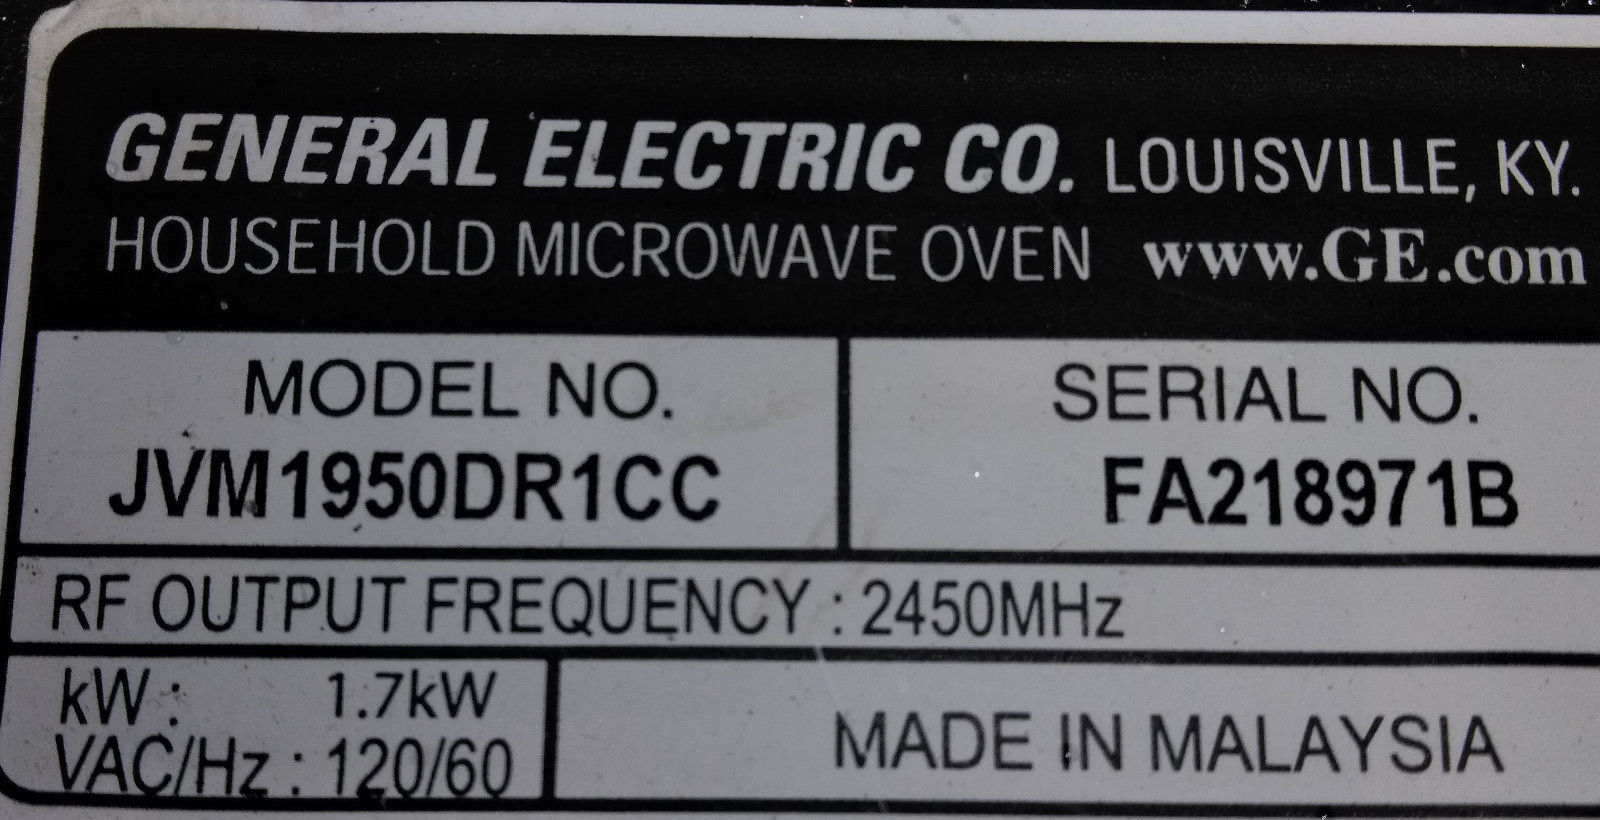 GENERAL ELECTRIC CO. LOUISVILLE, KY.
HOUSEHOLD MICROWAVE OVEN www.GE.com
MODEL NO.
JVM1950DR1CC
SERIAL NO.
FA218971B
RF OUTPUT FREQUENCY : 2450MHz
kW : 1.7kW
VAC/Hz : 120/60
MADE IN MALAYSIA